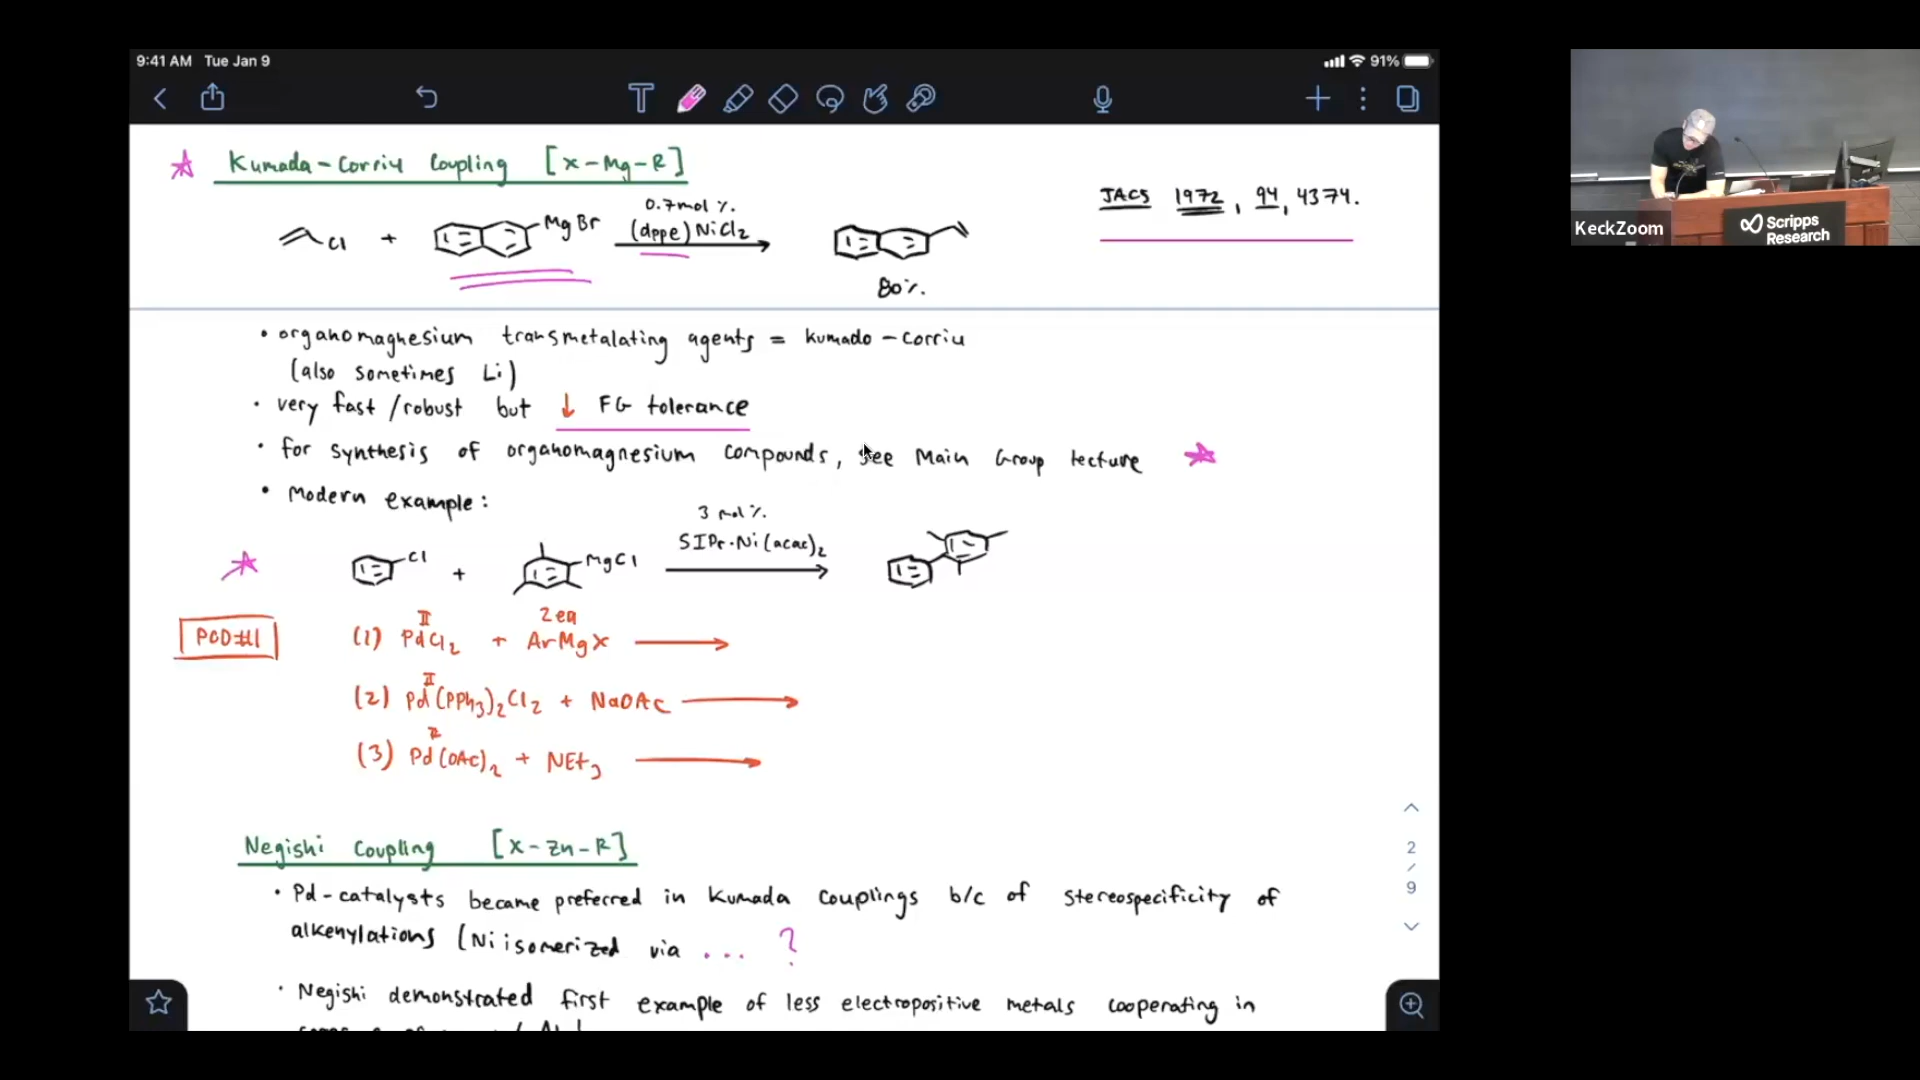 9:41 AM Tue Jan 9
91%
Kumada-Corriu Coupling [X-Mg-R]
JACS 1972, 94, 4374.
Cl + MgBr
0.7 mol %.
(dppe)NiCl2
80%.
• organomagnesium transmetalating agents = kumado-corriu
(also sometimes Li)
• very fast/robust but ↓ FG tolerance
• for synthesis of organomagnesium compounds, see Main Group lecture
• Modern example:
Cl + MgCl
3 mol %.
SIPr·Ni(acac)2
POD#1
II
2eq
(1) PdCl2 + ArMgX →
II
(2) Pd(PPh3)2Cl2 + NaOAc →
(3) Pd(OAc)2 + NEt3 →
Negishi Coupling [X-Zn-R]
• Pd-catalysts became preferred in Kumada couplings b/c of stereospecificity of
alkenylations (Ni isomerized via ... ?
• Negishi demonstrated first example of less electropositive metals cooperating in
2
/
9
KeckZoom
Scripps
Research